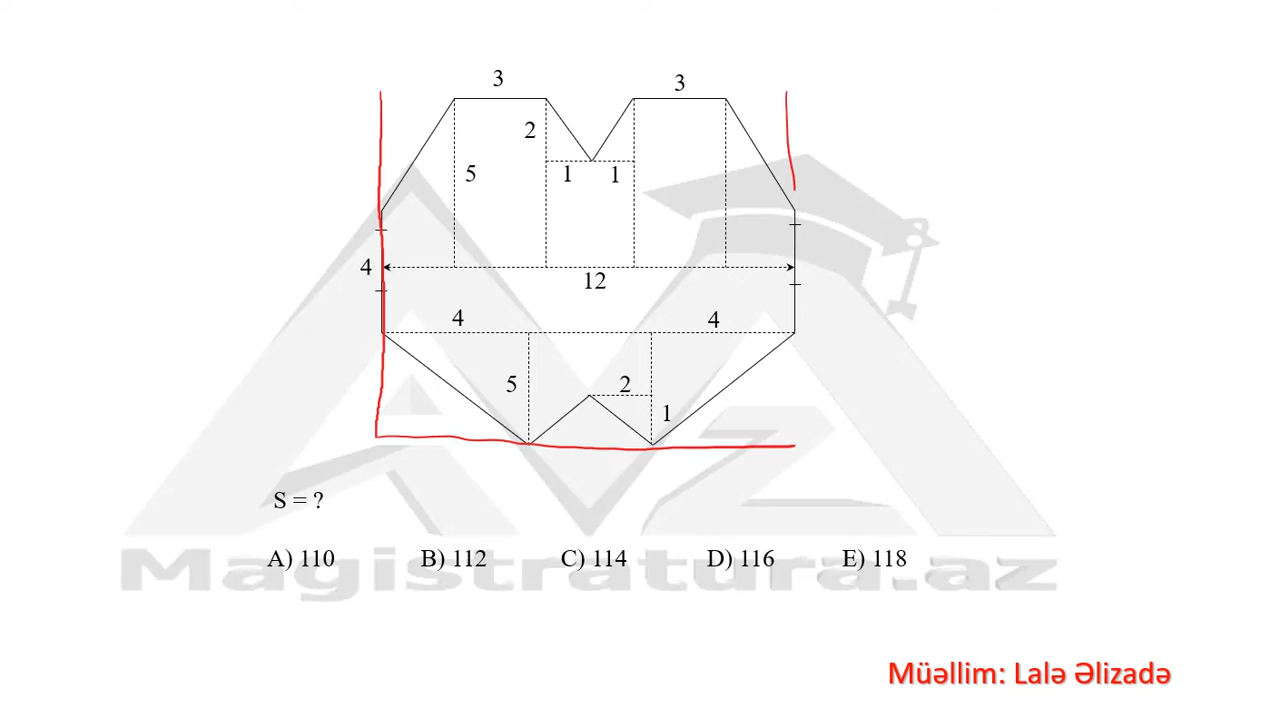 3 3
2
5 1 1
4 12
4 4
5 2
1
S = ?
A) 110 B) 112 C) 114 D) 116 E) 118
Magistratura.az
Müəllim: Lalə Əlizadə